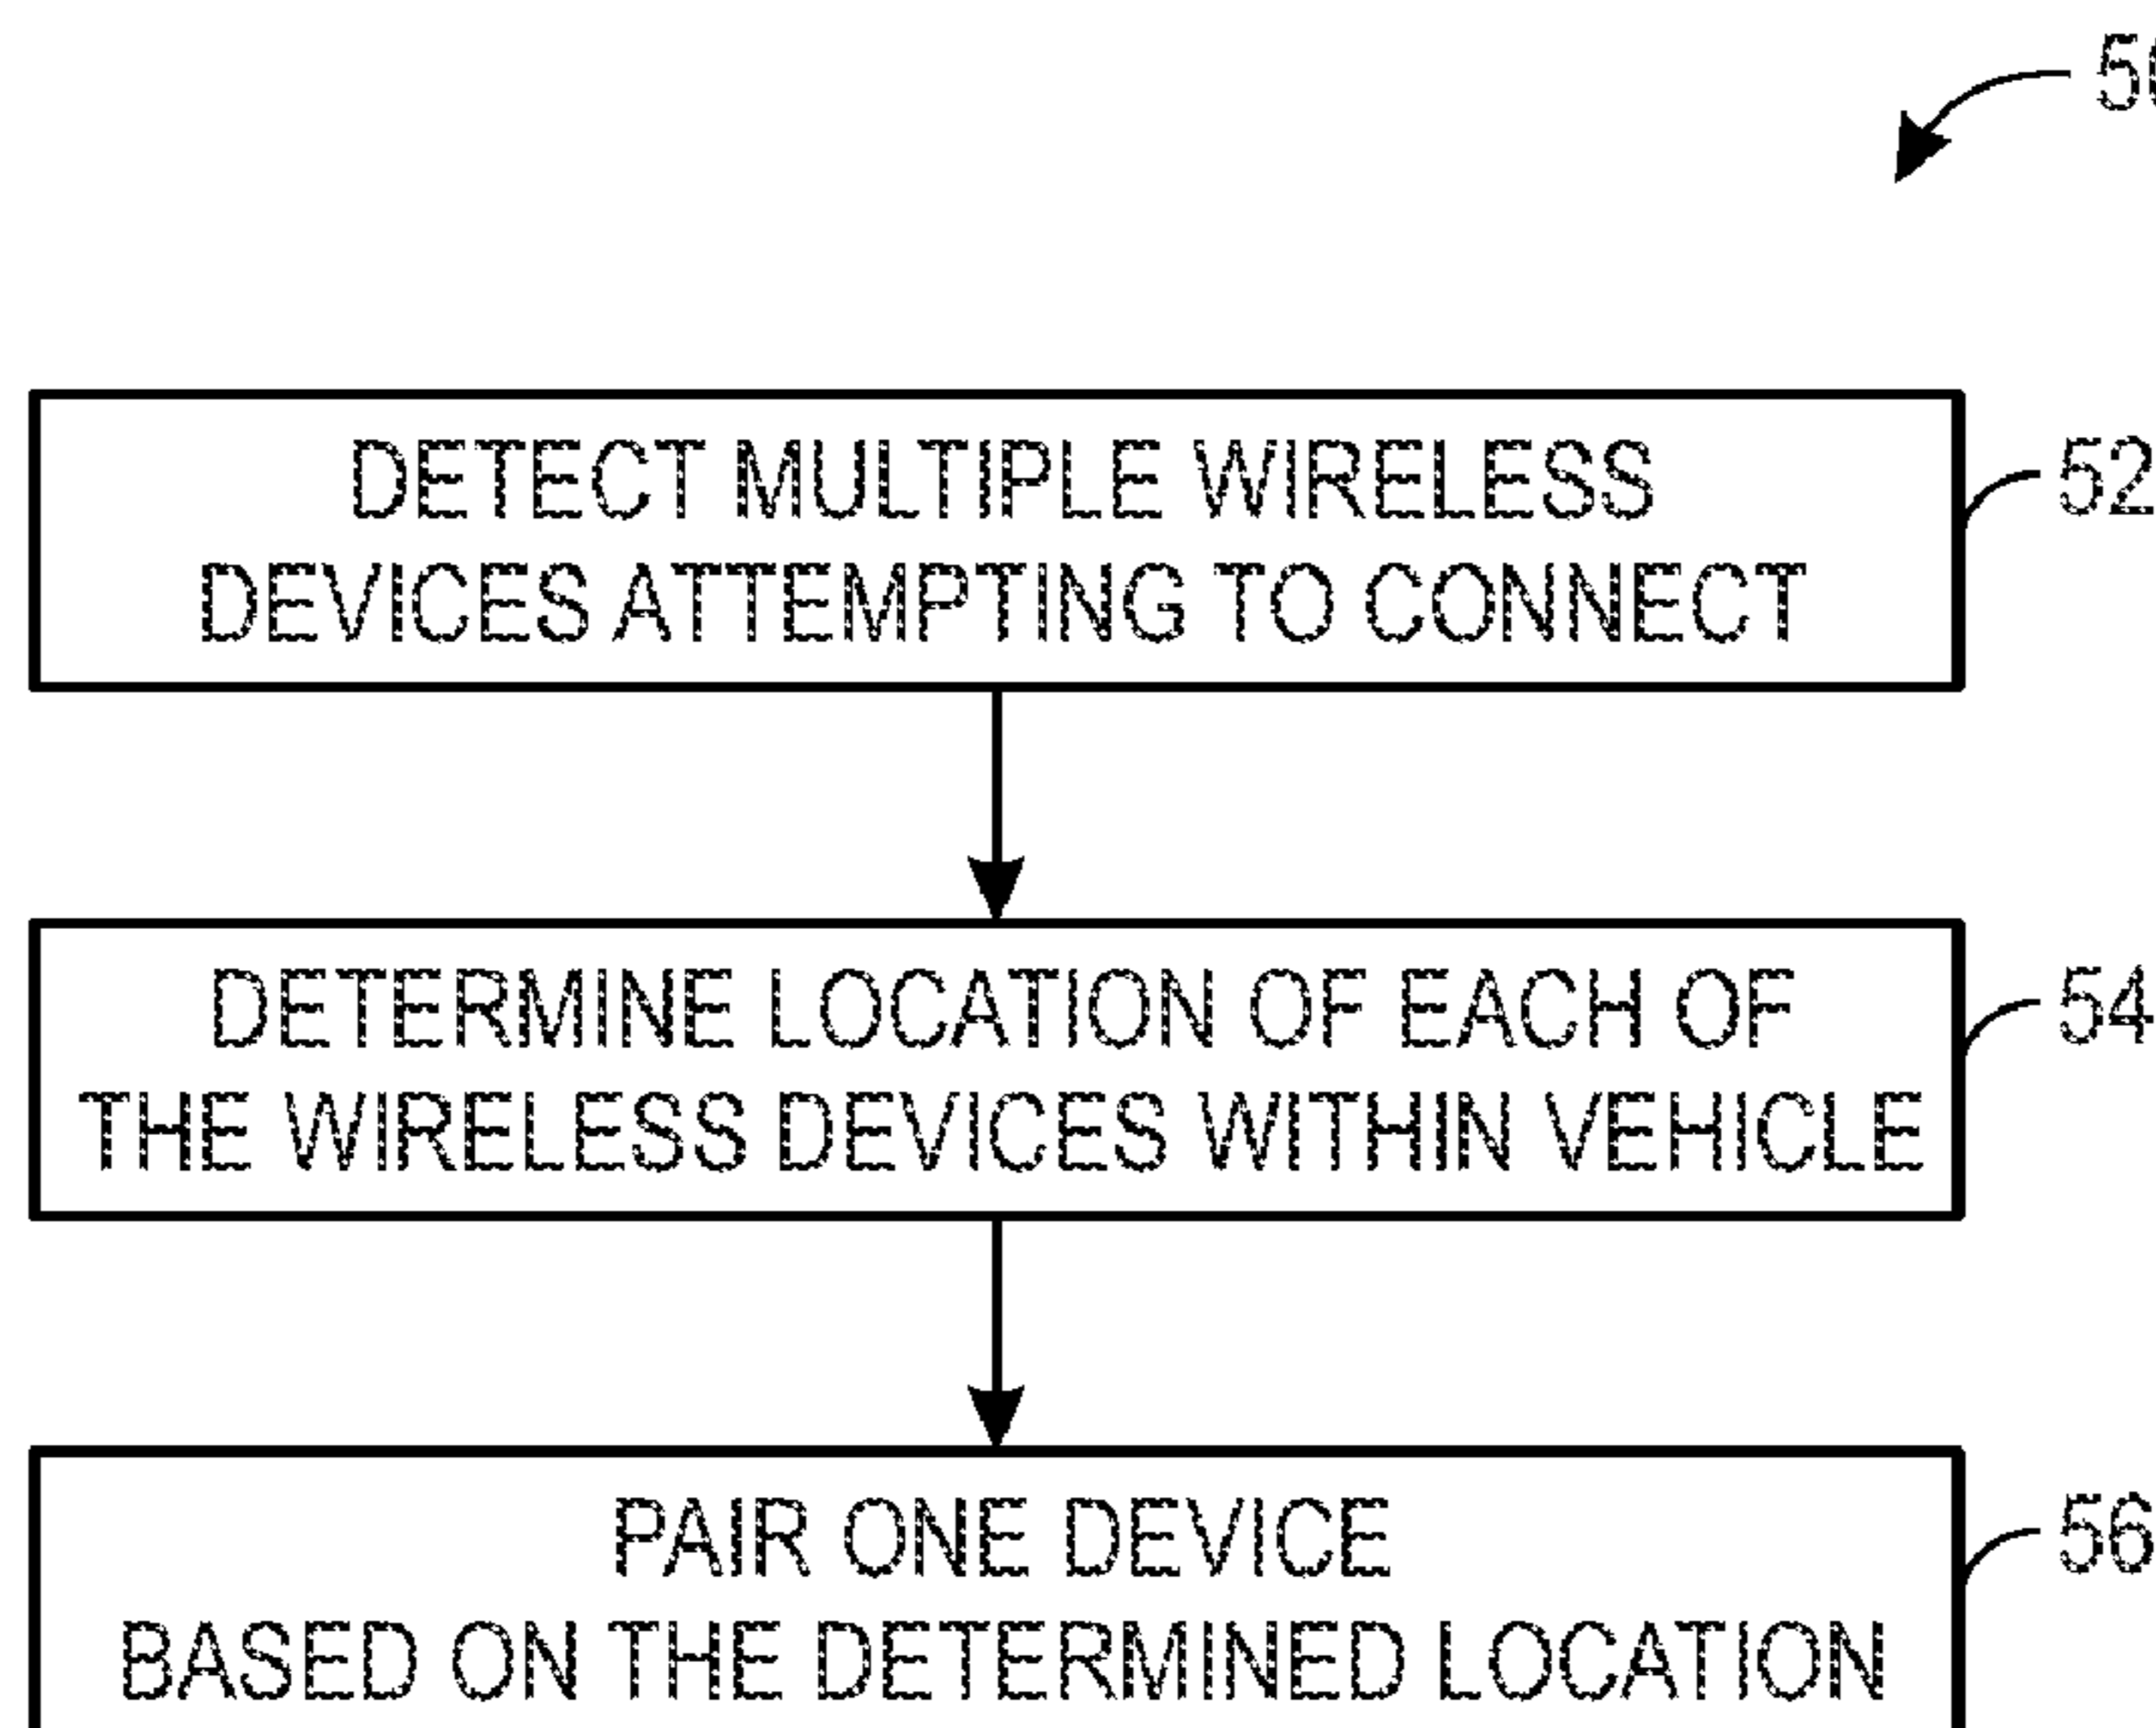 DETECT MULTIPLE WIRELESS
DEVICES ATTEMPTING TO CONNECT
52
DETERMINE LOCATION OF EACH OF
THE WIRELESS DEVICES WITHIN VEHICLE
54
PAIR ONE DEVICE
BASED ON THE DETERMINED LOCATION
56